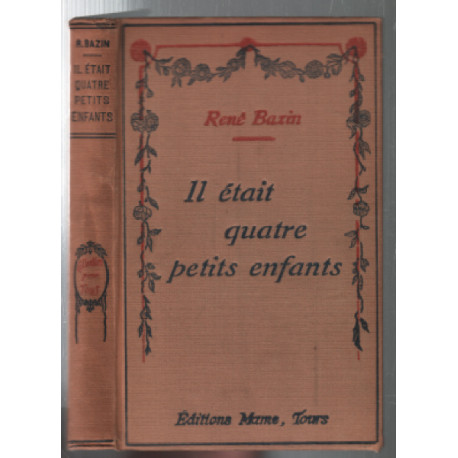 R. BAZIN
IL ÉTAIT
QUATRE
PETITS
ENFANTS
René Bazin
Il était
quatre
petits enfants
Éditions Mame, Tours